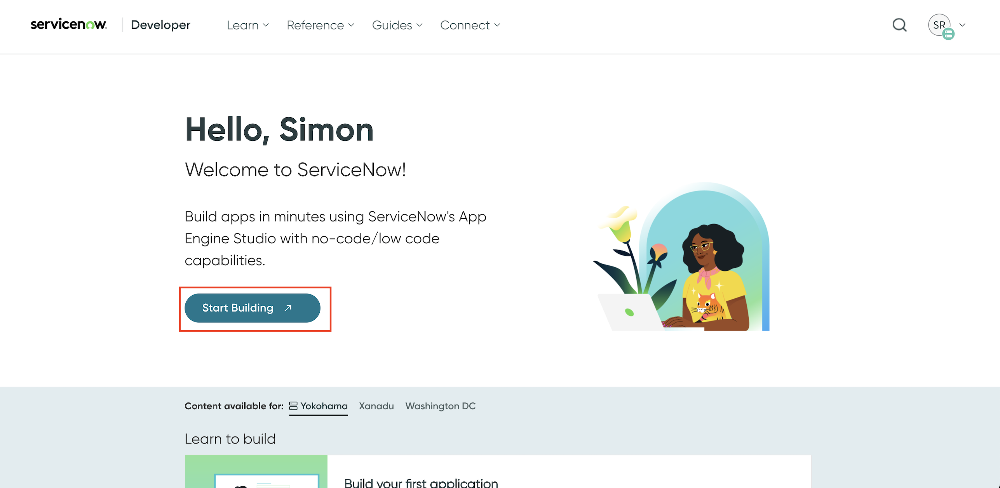 servicenow. Developer Learn Reference Guides Connect SR
Hello, Simon
Welcome to ServiceNow!
Build apps in minutes using ServiceNow's App
Engine Studio with no-code/low code
capabilities.
Start Building
Content available for: Yokohama Xanadu Washington DC
Learn to build
Build your first application